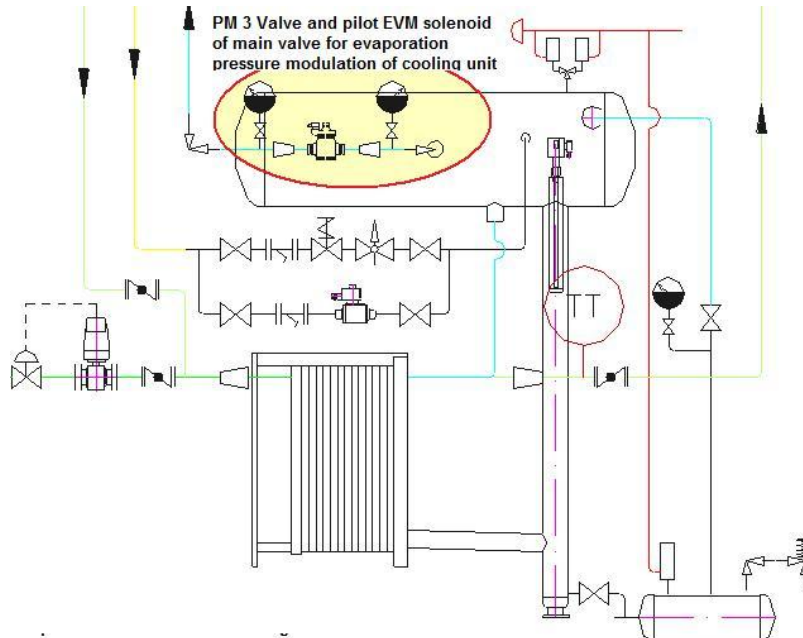 PM 3 Valve and pilot EVM solenoid
of main valve for evaporation
pressure modulation of cooling unit
TT